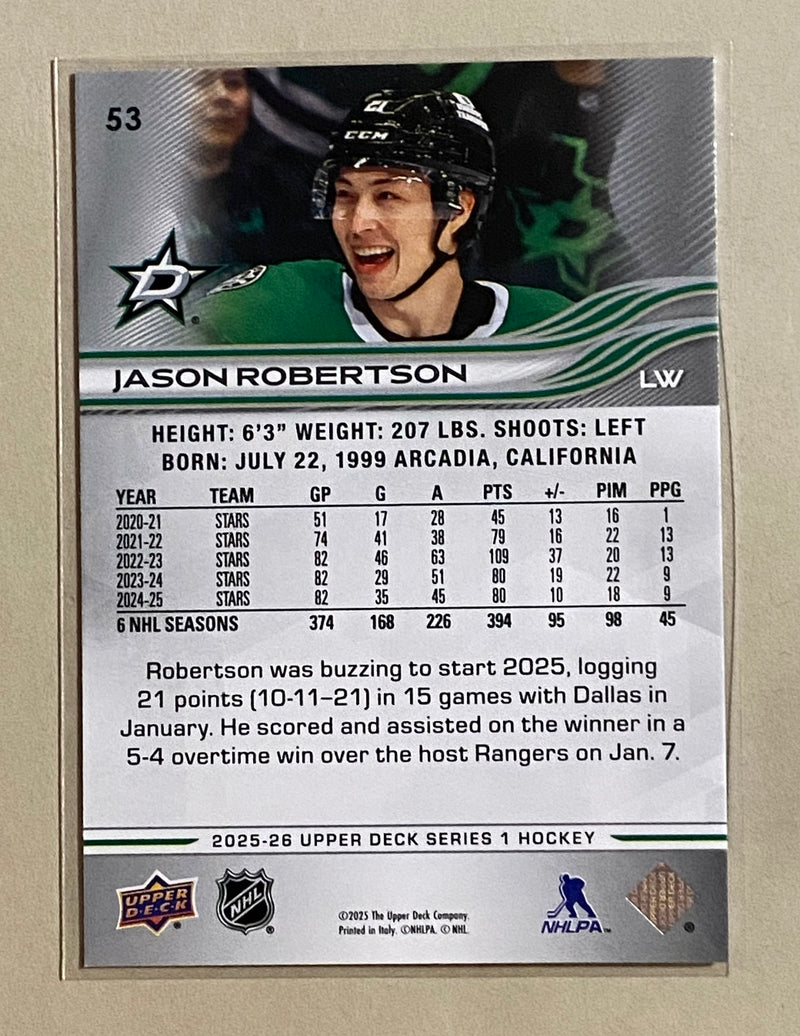 53
21
CCM
D
JASON ROBERTSON
LW
HEIGHT: 6'3" WEIGHT: 207 LBS. SHOOTS: LEFT
BORN: JULY 22, 1999 ARCADIA, CALIFORNIA
YEAR TEAM GP G A PTS +/- PIM PPG
2020-21 STARS 51 17 28 45 13 16 1
2021-22 STARS 74 41 38 79 16 22 13
2022-23 STARS 82 46 63 109 37 20 13
2023-24 STARS 82 29 51 80 19 22 9
2024-25 STARS 82 35 45 80 10 18 9
6 NHL SEASONS 374 168 226 394 95 98 45
Robertson was buzzing to start 2025, logging
21 points (10-11–21) in 15 games with Dallas in
January. He scored and assisted on the winner in a
5-4 overtime win over the host Rangers on Jan. 7.
2025-26 UPPER DECK SERIES 1 HOCKEY
UPPER DECK ®
NHL ®
©2025 The Upper Deck Company.
Printed in Italy. ©NHLPA. © NHL.
NHLPA™